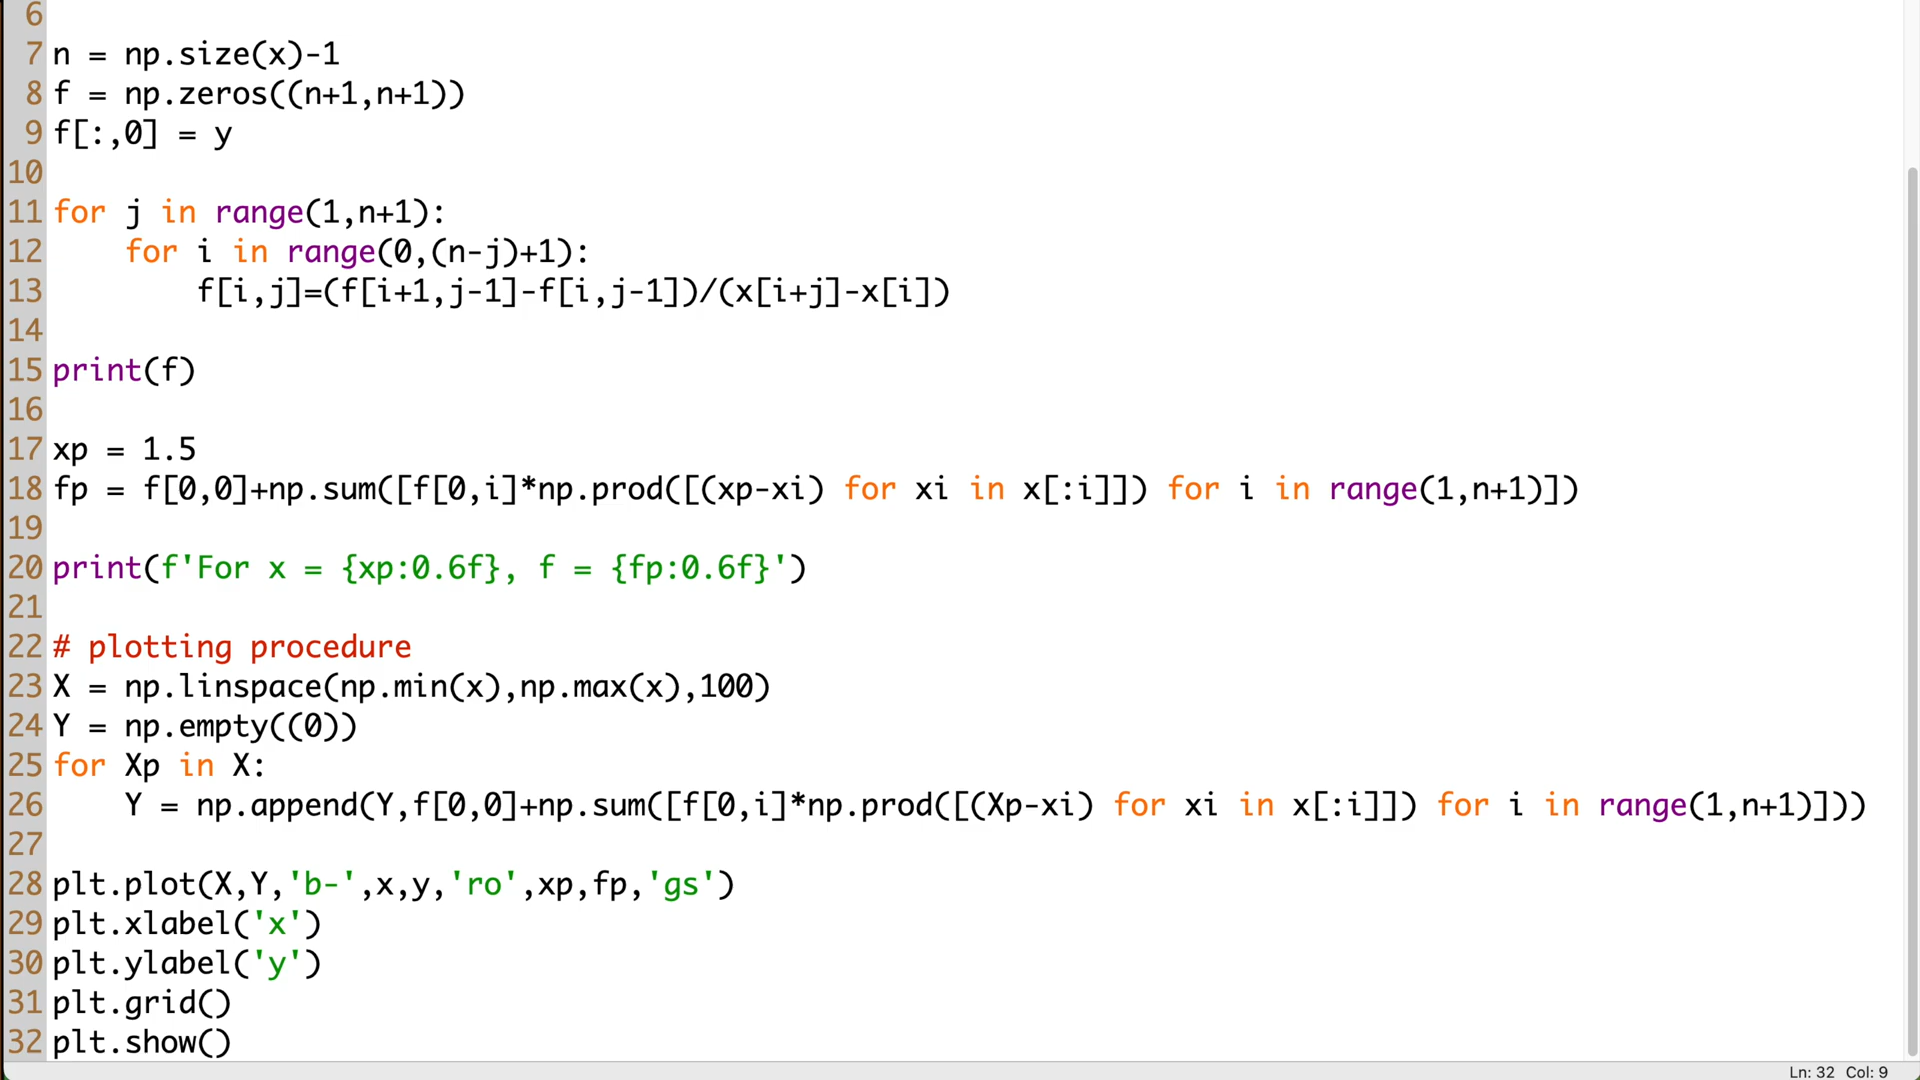 6
7 n = np.size(x)-1
8 f = np.zeros((n+1,n+1))
9 f[:,0] = y
10
11 for j in range(1,n+1):
12     for i in range(0,(n-j)+1):
13         f[i,j]=(f[i+1,j-1]-f[i,j-1])/(x[i+j]-x[i])
14
15 print(f)
16
17 xp = 1.5
18 fp = f[0,0]+np.sum([f[0,i]*np.prod([(xp-xi) for xi in x[:i]]) for i in range(1,n+1)])
19
20 print(f'For x = {xp:0.6f}, f = {fp:0.6f}')
21
22 # plotting procedure
23 X = np.linspace(np.min(x),np.max(x),100)
24 Y = np.empty((0))
25 for Xp in X:
26     Y = np.append(Y,f[0,0]+np.sum([f[0,i]*np.prod([(Xp-xi) for xi in x[:i]]) for i in range(1,n+1)]))
27
28 plt.plot(X,Y,'b-',x,y,'ro',xp,fp,'gs')
29 plt.xlabel('x')
30 plt.ylabel('y')
31 plt.grid()
32 plt.show()
Ln: 32 Col: 9